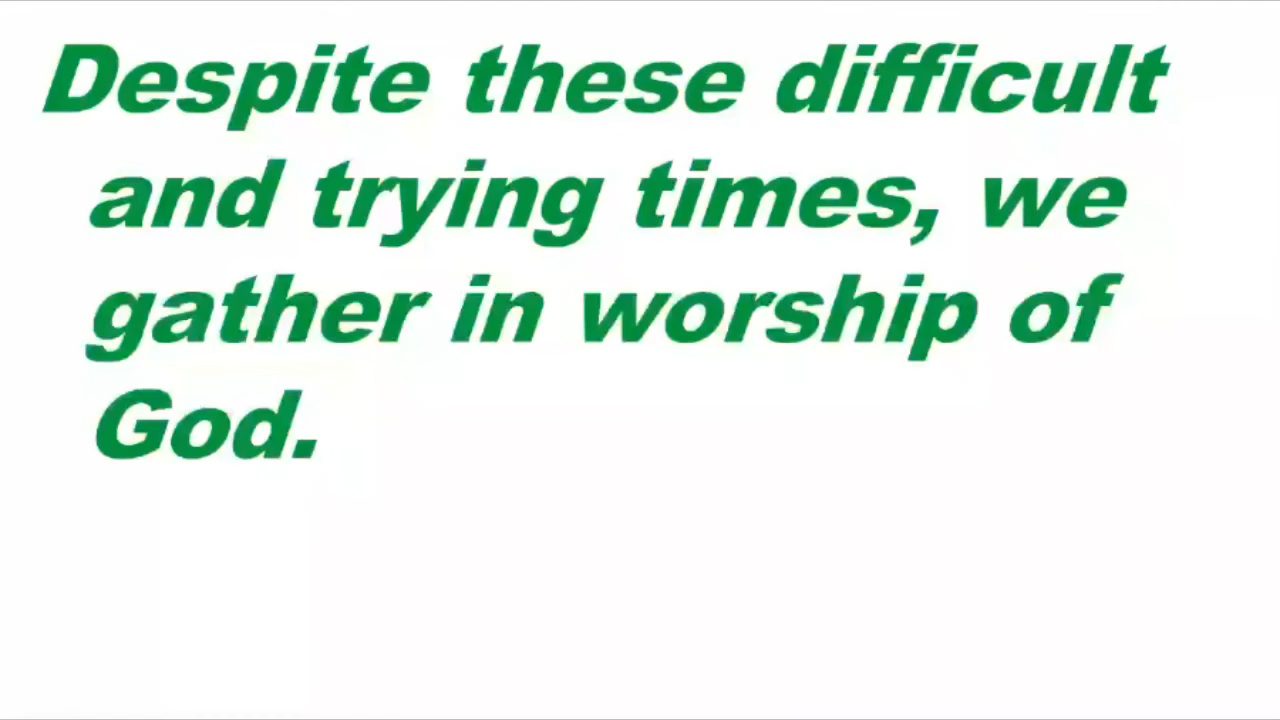 Despite these difficult
and trying times, we
gather in worship of
God.